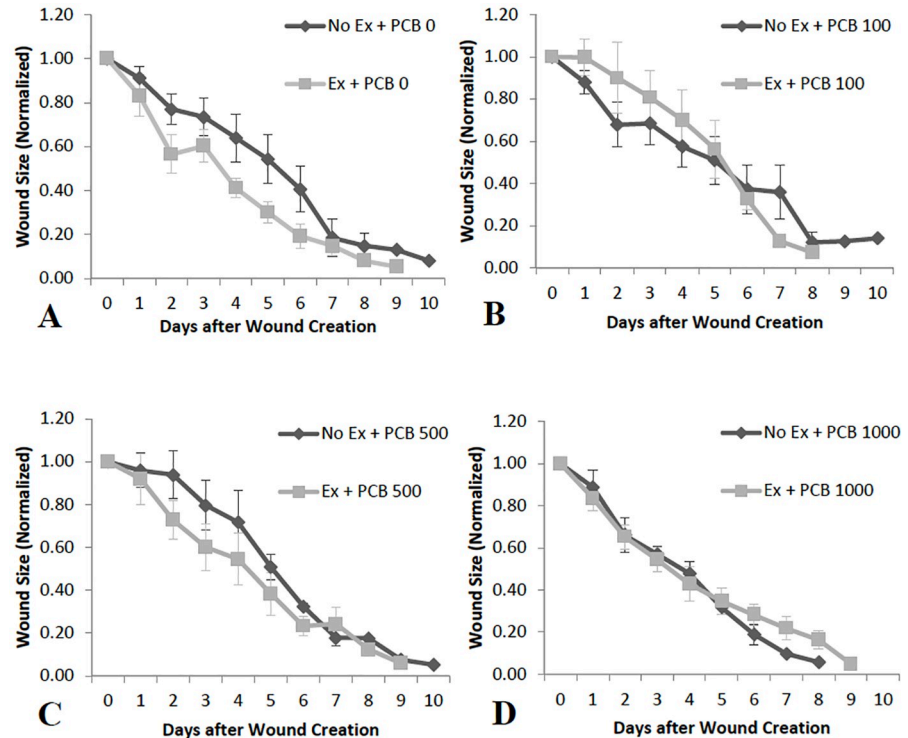 1.20
1.00
0.80
0.60
0.40
0.20
0.00
Wound Size (Normalized)
No Ex + PCB 0
Ex + PCB 0
0 1 2 3 4 5 6 7 8 9 10
Days after Wound Creation
A
1.20
1.00
0.80
0.60
0.40
0.20
0.00
Wound Size (Normalized)
No Ex + PCB 100
Ex + PCB 100
0 1 2 3 4 5 6 7 8 9 10
Days after Wound Creation
B
1.20
1.00
0.80
0.60
0.40
0.20
0.00
Wound Size (Normalized)
No Ex + PCB 500
Ex + PCB 500
0 1 2 3 4 5 6 7 8 9 10
Days after Wound Creation
C
1.20
1.00
0.80
0.60
0.40
0.20
0.00
Wound Size (Normalized)
No Ex + PCB 1000
Ex + PCB 1000
0 1 2 3 4 5 6 7 8 9 10
Days after Wound Creation
D